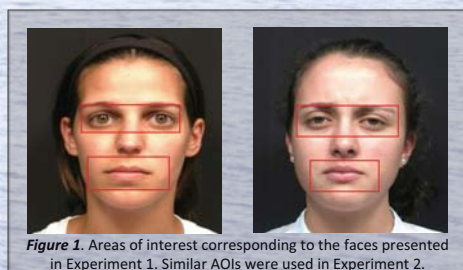 Figure 1. Areas of interest corresponding to the faces presented
in Experiment 1. Similar AOIs were used in Experiment 2.